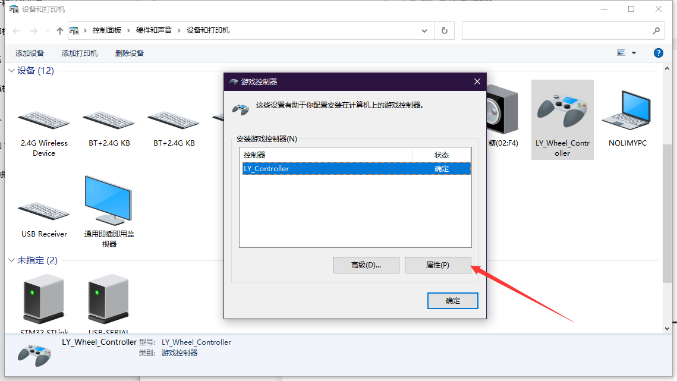 设备和打印机
控制面板 › 硬件和声音 › 设备和打印机
添加设备 添加打印机 删除设备
设备 (12)
2.4G Wireless Device
BT+2.4G KB
BT+2.4G KB
(02:F4)
LY_Wheel_Controller
NOLIMYPC
USB Receiver
通用即插即用监视器
未指定 (2)
STM32 STLink
USB-SERIAL
游戏控制器
这些设置有助于你配置安装在计算机上的游戏控制器。
安装游戏控制器(N)
控制器 状态
LY_Controller 确定
高级(D)...
属性(P)
确定
LY_Wheel_Controller 型号: LY_Wheel_Controller
类别: 游戏控制器